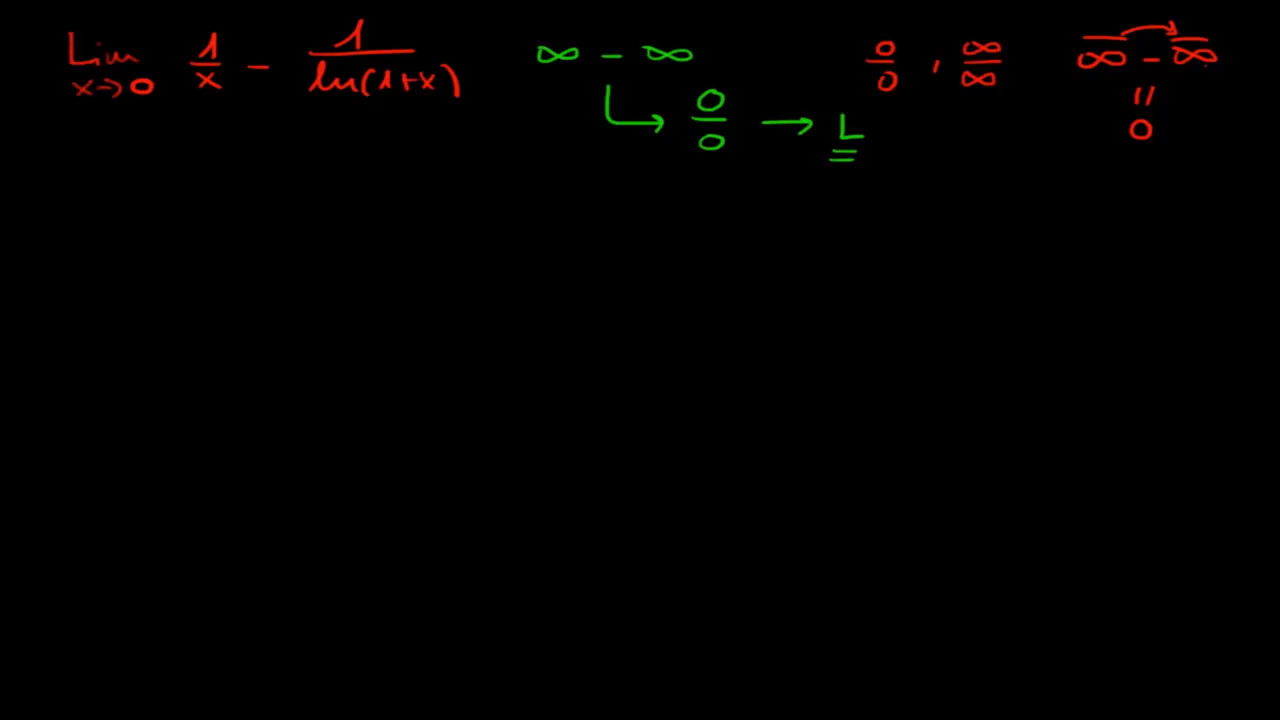 Lim x→0 1/x − 1/ln(1+x)
∞ − ∞
↳ 0/0 → L
0/0 , ∞/∞
∞ − ∞
=
0